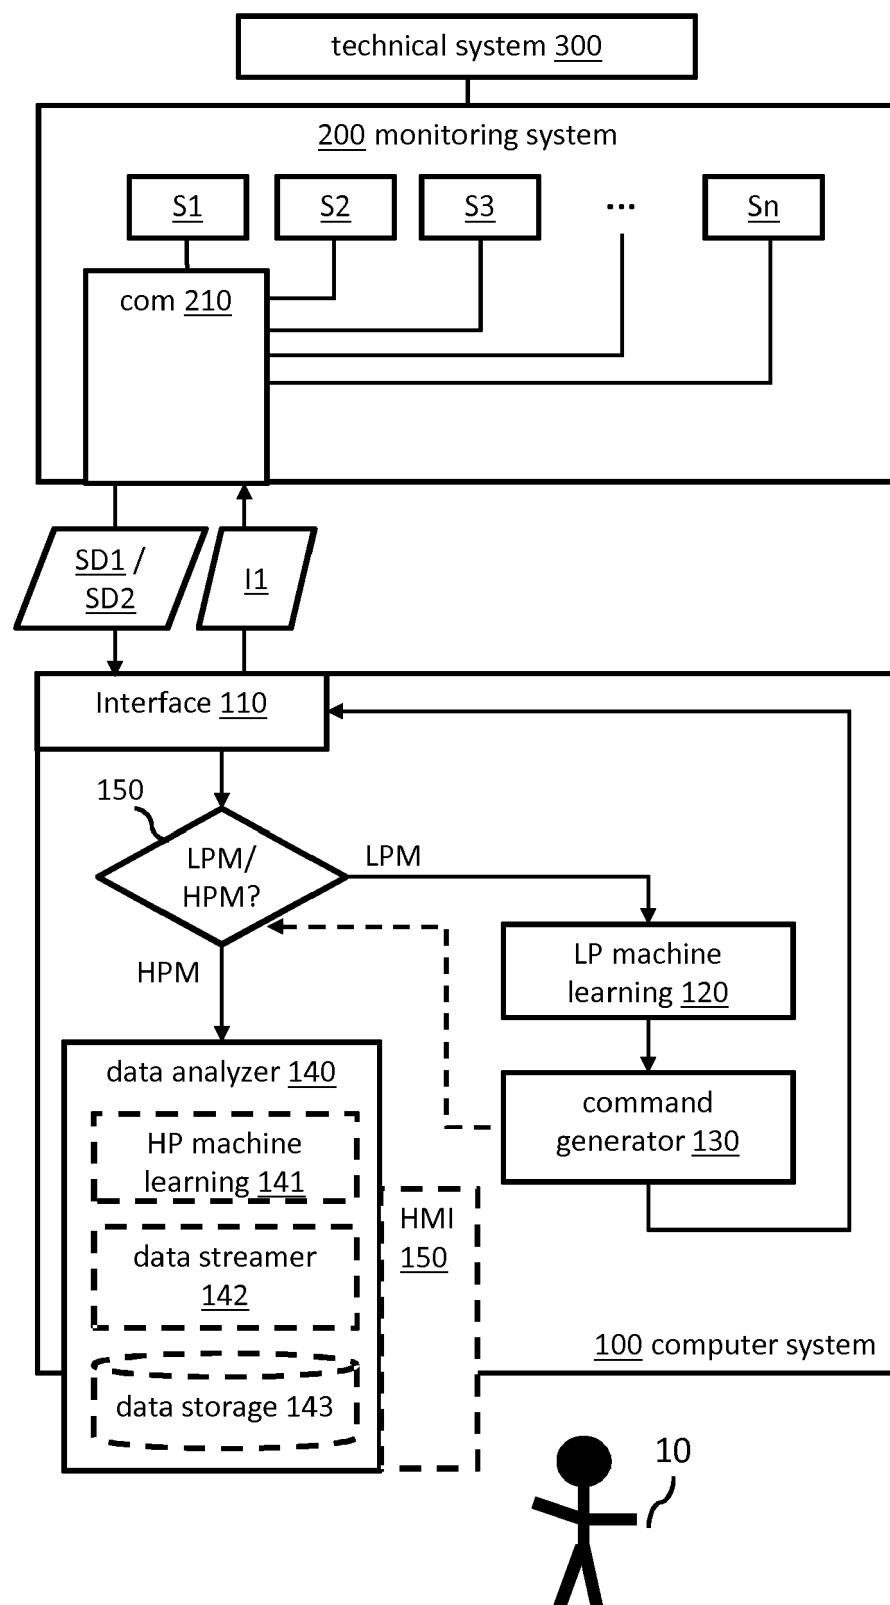 technical system 300
200 monitoring system
S1 S2 S3 ... Sn
com 210
SD1 /
SD2
I1
Interface 110
150
LPM/
HPM?
LPM
HPM
LP machine
learning 120
command
generator 130
data analyzer 140
HP machine
learning 141
data streamer
142
data storage 143
HMI
150
100 computer system
10